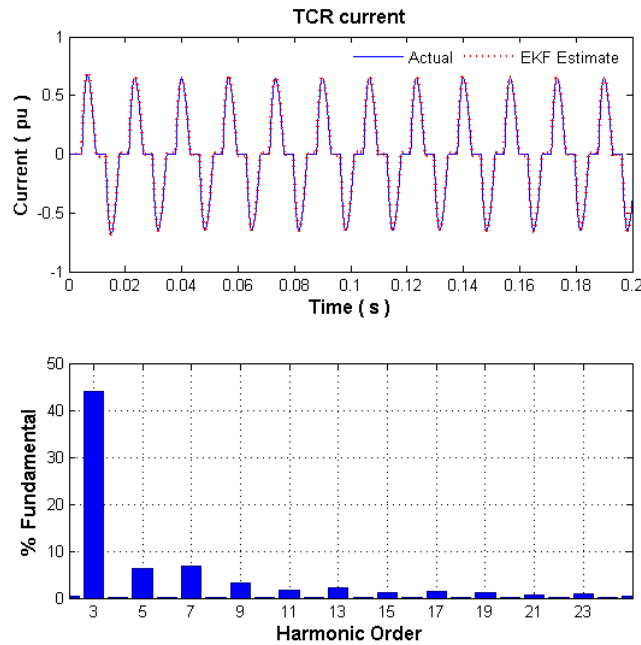 TCR current
1
0.5
0
-0.5
-1
Current ( pu )
Actual
EKF Estimate
0 0.02 0.04 0.06 0.08 0.1 0.12 0.14 0.16 0.18 0.2
Time ( s )
50
40
30
20
10
0
% Fundamental
3 5 7 9 11 13 15 17 19 21 23
Harmonic Order